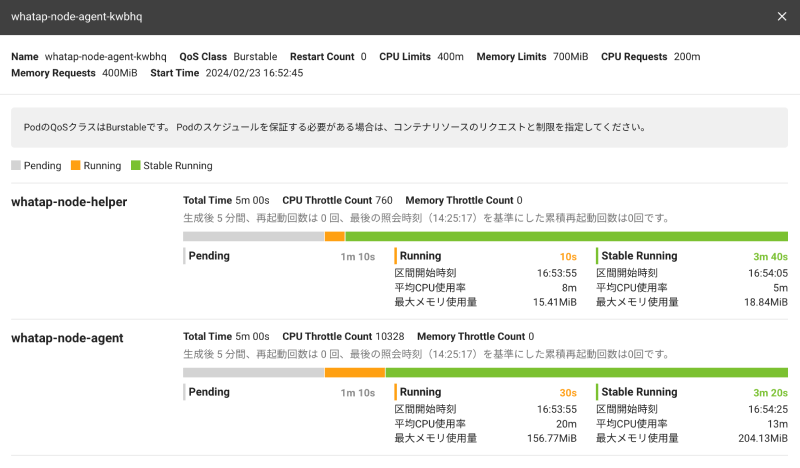 whatap-node-agent-kwbhq
Name whatap-node-agent-kwbhq QoS Class Burstable Restart Count 0 CPU Limits 400m Memory Limits 700MiB CPU Requests 200m
Memory Requests 400MiB Start Time 2024/02/23 16:52:45
PodのQoSクラスはBurstableです。 Podのスケジュールを保証する必要がある場合は、コンテナリソースのリクエストと制限を指定してください。
Pending Running Stable Running
whatap-node-helper
Total Time 5m 00s CPU Throttle Count 760 Memory Throttle Count 0
生成後 5 分間、再起動回数は 0 回、最後の照会時刻（14:25:17）を基準にした累積再起動回数は0回です。
Pending 1m 10s Running 10s Stable Running 3m 40s
区間開始時刻 16:53:55 区間開始時刻 16:54:05
平均CPU使用率 8m 平均CPU使用率 5m
最大メモリ使用量 15.41MiB 最大メモリ使用量 18.84MiB
whatap-node-agent
Total Time 5m 00s CPU Throttle Count 10328 Memory Throttle Count 0
生成後 5 分間、再起動回数は 0 回、最後の照会時刻（14:25:17）を基準にした累積再起動回数は0回です。
Pending 1m 10s Running 30s Stable Running 3m 20s
区間開始時刻 16:53:55 区間開始時刻 16:54:25
平均CPU使用率 20m 平均CPU使用率 13m
最大メモリ使用量 156.77MiB 最大メモリ使用量 204.13MiB